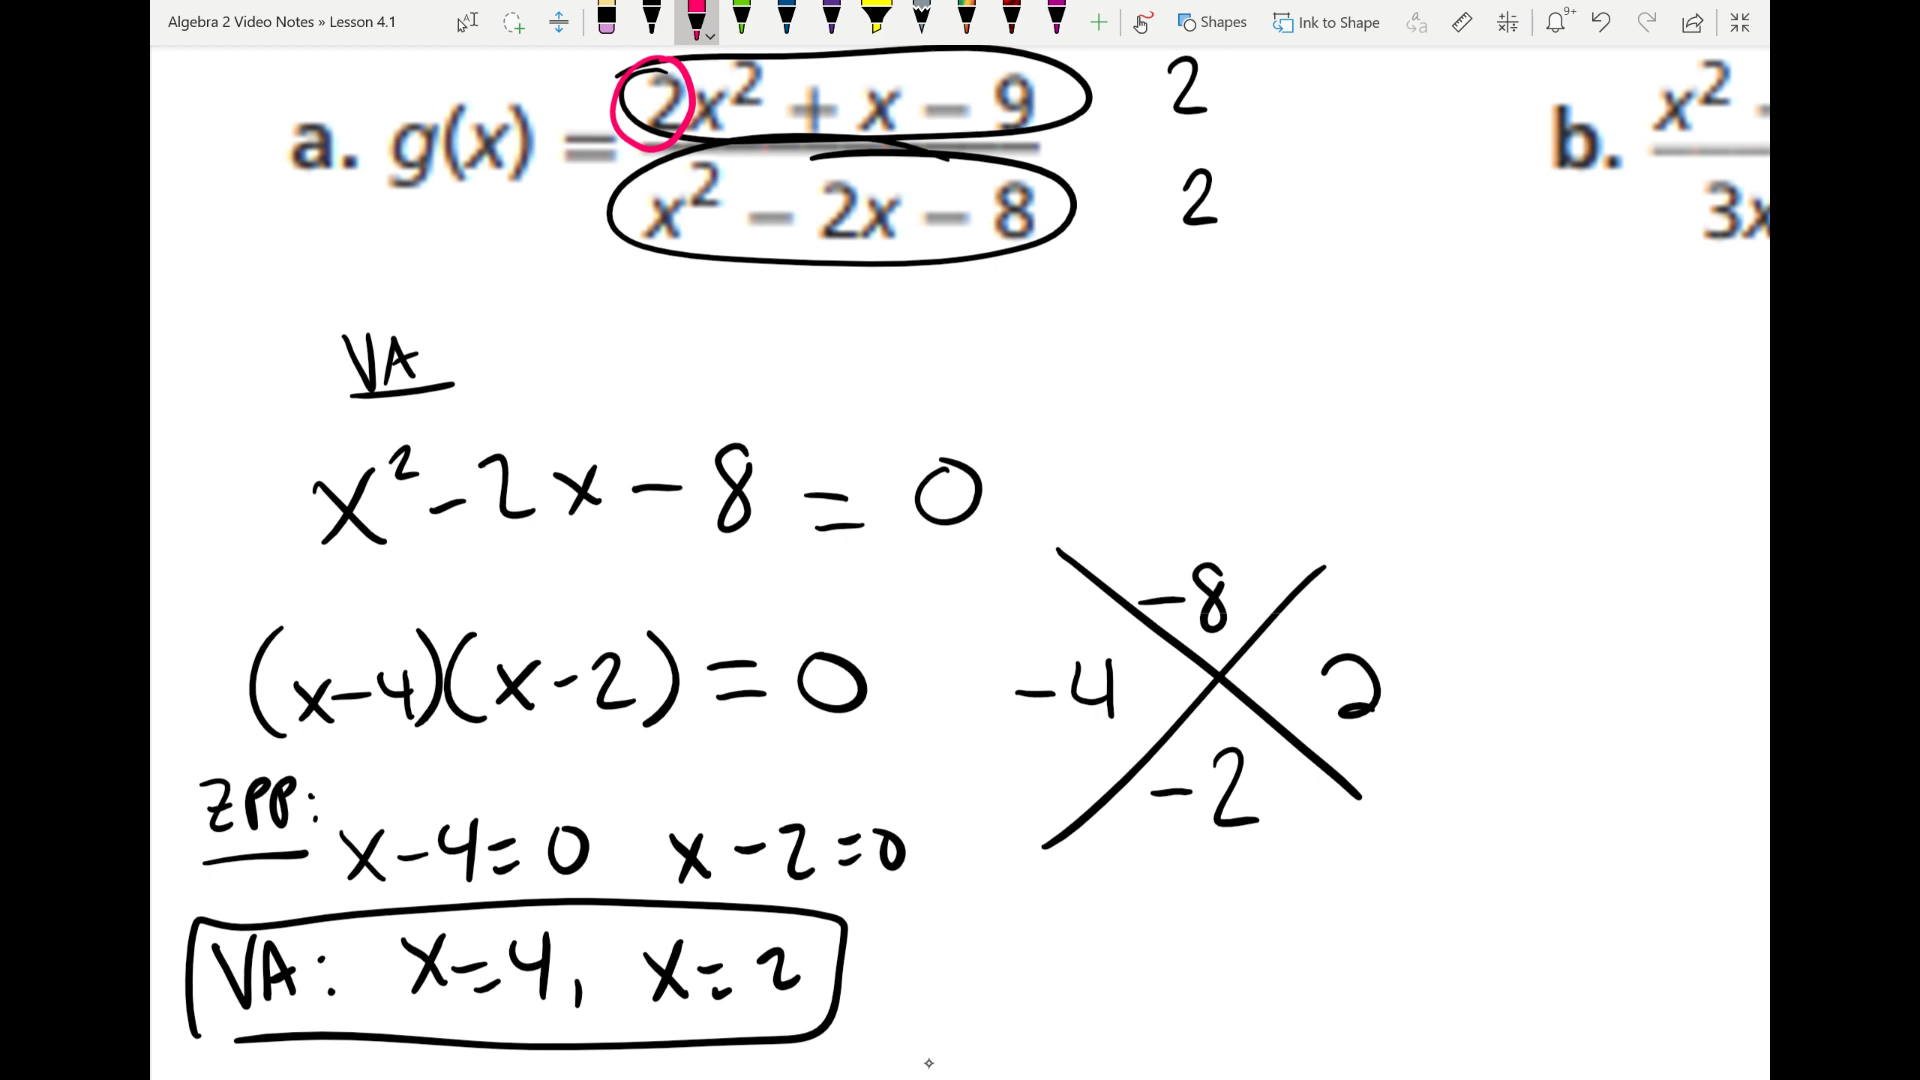 Algebra 2 Video Notes » Lesson 4.1 Shapes Ink to Shape 9+
a. g(x) = 2x² + x − 9 / x² − 2x − 8
2
2
b. x² −
3x
VA
x² - 2x - 8 = 0
(x-4)(x-2) = 0
-8
-4 2
-2
ZPP:
x-4=0 x-2=0
VA: x=4, x=2